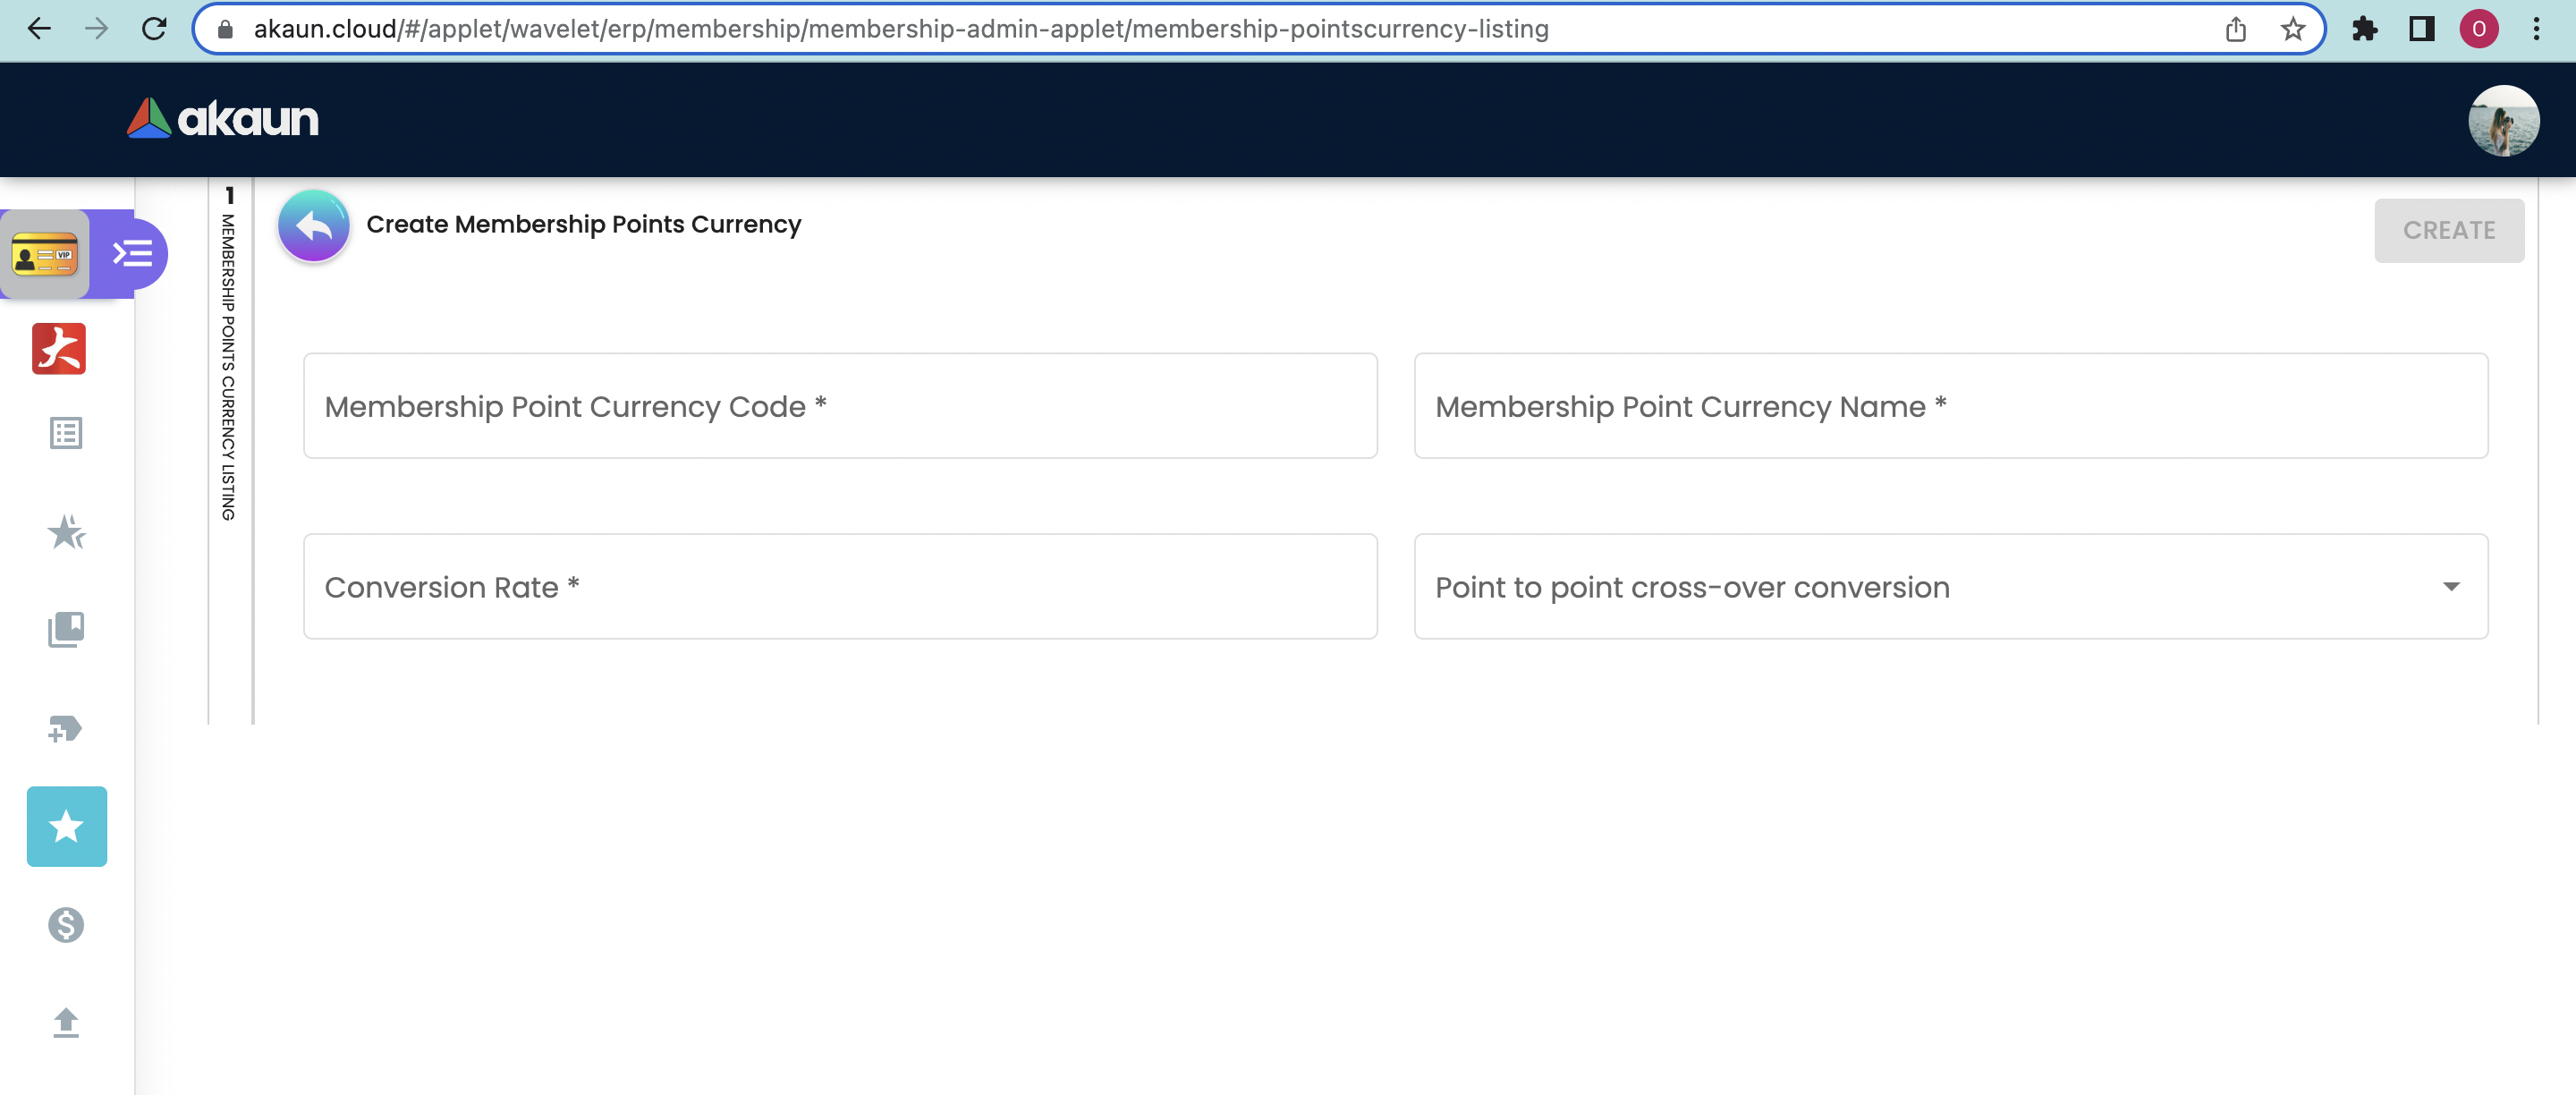 akaun.cloud/#/applet/wavelet/erp/membership/membership-admin-applet/membership-pointscurrency-listing
O
akaun
VIP
1
MEMBERSHIP POINTS CURRENCY LISTING
Create Membership Points Currency
CREATE
Membership Point Currency Code *
Membership Point Currency Name *
Conversion Rate *
Point to point cross-over conversion